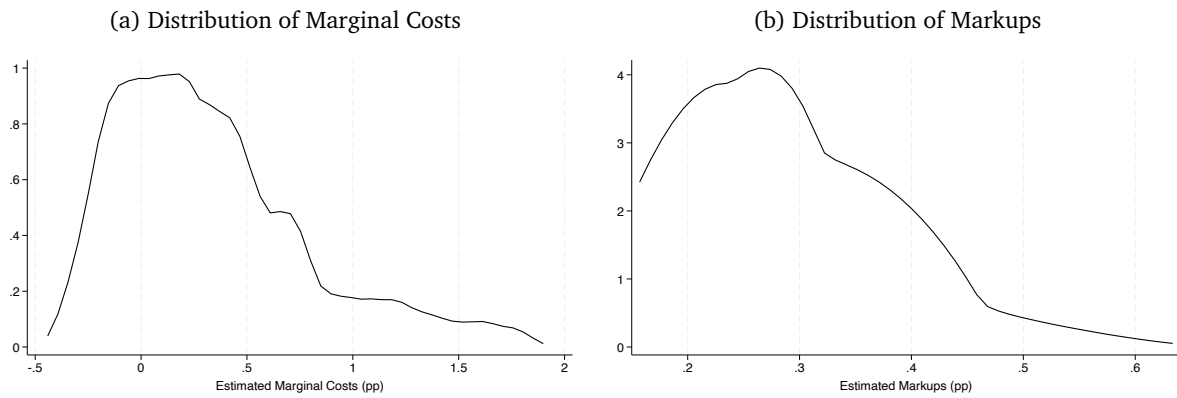 (a) Distribution of Marginal Costs
1
.8
.6
.4
.2
0
-.5 0 .5 1 1.5 2
Estimated Marginal Costs (pp)
(b) Distribution of Markups
4
3
2
1
0
.2 .3 .4 .5 .6
Estimated Markups (pp)